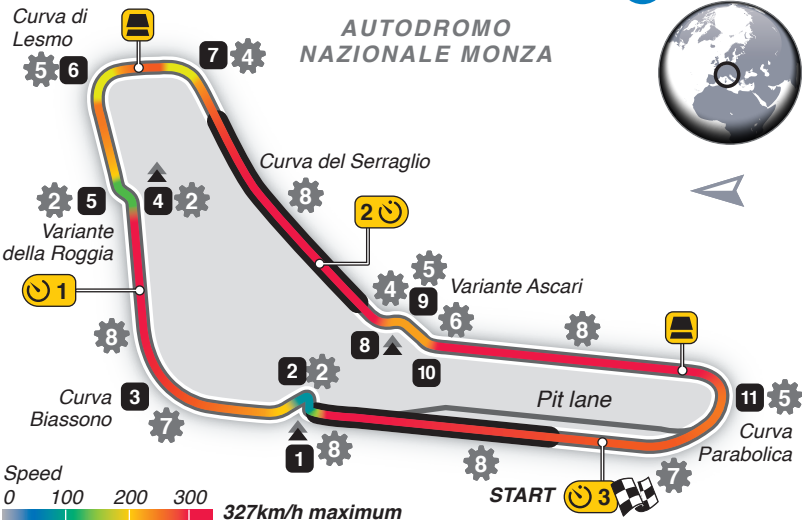 AUTODROMO
NAZIONALE MONZA
Curva di
Lesmo
5 6
7 4
Curva del Serraglio
8
2 5
4 2
Variante
della Roggia
2
1
8
4
5
9
Variante Ascari
6
8
8
10
Curva
Biassono
3
7
2 2
1
8
Pit lane
11 5
Curva
Parabolica
8
7
START
3
Speed
0 100 200 300
327km/h maximum